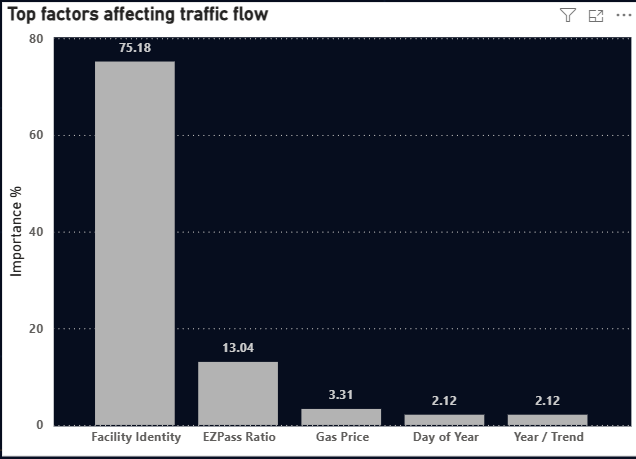 Top factors affecting traffic flow
80
75.18
60
Importance %
40
20
13.04
3.31
2.12
2.12
0
Facility Identity
EZPass Ratio
Gas Price
Day of Year
Year / Trend